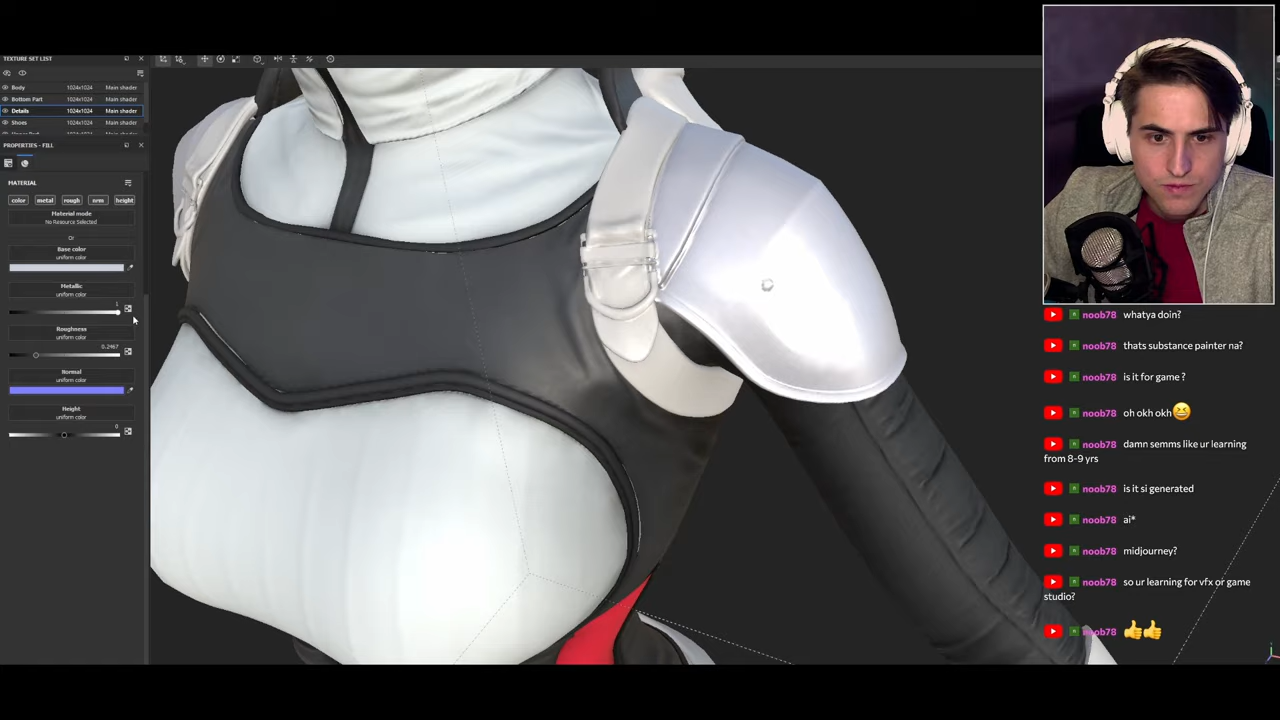 TEXTURE SET LIST
Body 1024x1024 Main shader
Bottom Part 1024x1024 Main shader
Details 1024x1024 Main shader
Shoes 1024x1024 Main shader
PROPERTIES - FILL
MATERIAL
color metal rough nrm height
Material mode
No Resource Selected
Or
Base color
uniform color
Metallic
uniform color
1
Roughness
uniform color
0.2467
Normal
uniform color
Height
uniform color
0
noob78 whatya doin?
noob78 thats substance painter na?
noob78 is it for game ?
noob78 oh okh okh😆
noob78 damn semms like ur learning
from 8-9 yrs
noob78 is it si generated
noob78 ai*
noob78 midjourney?
noob78 so ur learning for vfx or game
studio?
noob78 👍👍